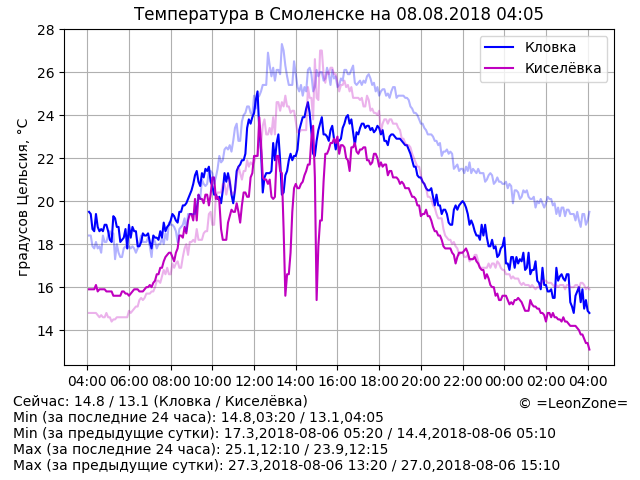 Температура в Смоленске на 08.08.2018 04:05
28
26
24
22
20
18
16
14
градусов Цельсия, °C
Кловка
Киселёвка
04:00 06:00 08:00 10:00 12:00 14:00 16:00 18:00 20:00 22:00 00:00 02:00 04:00
Сейчас: 14.8 / 13.1 (Кловка / Киселёвка)
© =LeonZone=
Min (за последние 24 часа): 14.8,03:20 / 13.1,04:05
Min (за предыдущие сутки): 17.3,2018-08-06 05:20 / 14.4,2018-08-06 05:10
Max (за последние 24 часа): 25.1,12:10 / 23.9,12:15
Max (за предыдущие сутки): 27.3,2018-08-06 13:20 / 27.0,2018-08-06 15:10